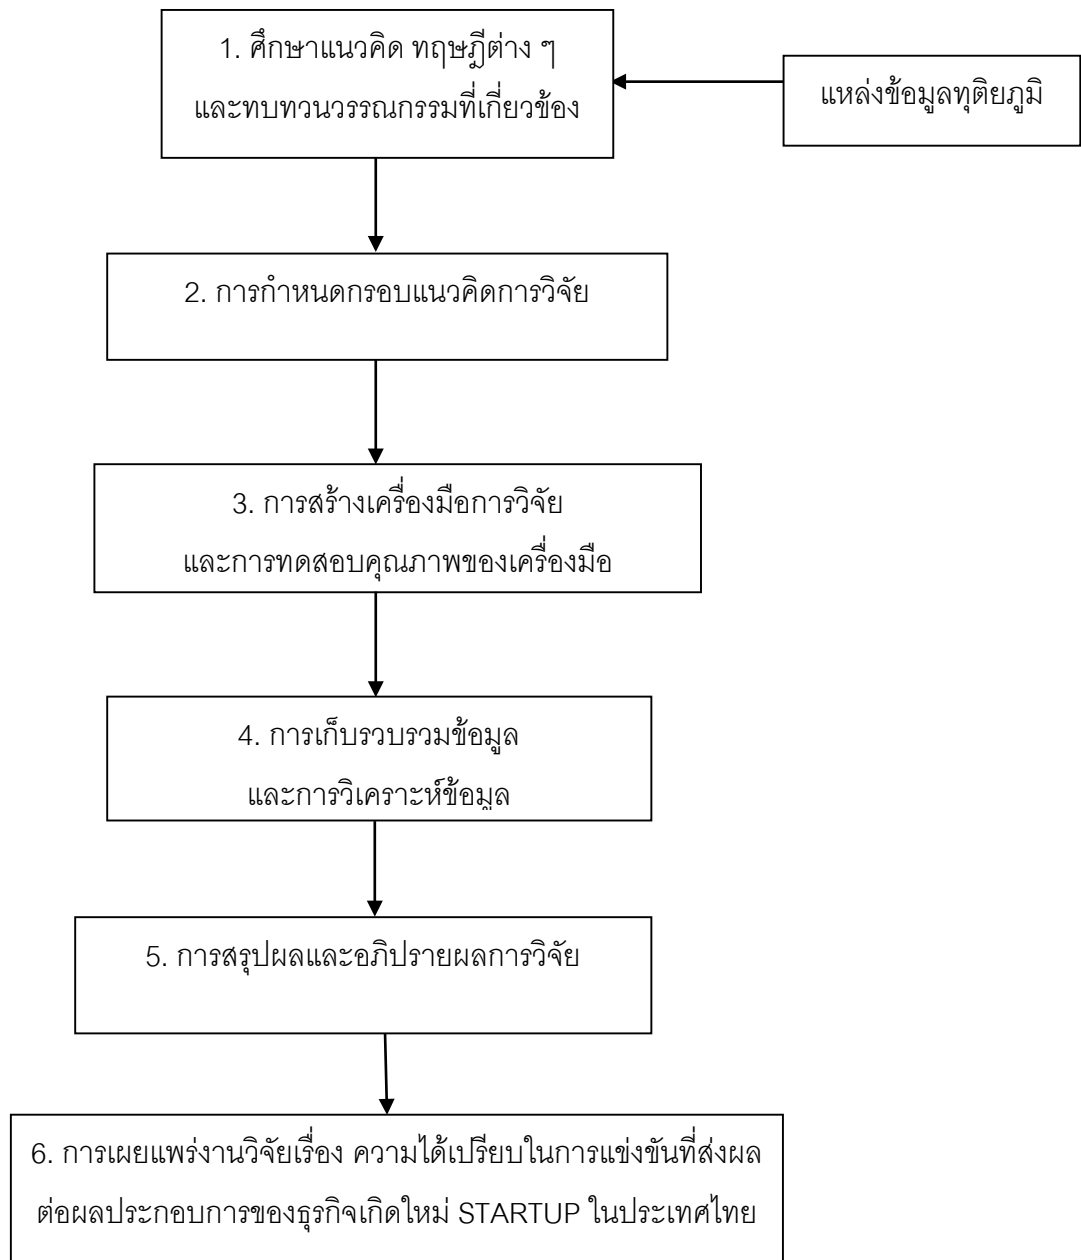 1. ศึกษาแนวคิด ทฤษฎีต่าง ๆ
และทบทวนวรรณกรรมที่เกี่ยวข้อง
แหล่งข้อมูลทุติยภูมิ
2. การกำหนดกรอบแนวคิดการวิจัย
3. การสร้างเครื่องมือการวิจัย
และการทดสอบคุณภาพของเครื่องมือ
4. การเก็บรวบรวมข้อมูล
และการวิเคราะห์ข้อมูล
5. การสรุปผลและอภิปรายผลการวิจัย
6. การเผยแพร่งานวิจัยเรื่อง ความได้เปรียบในการแข่งขันที่ส่งผล
ต่อผลประกอบการของธุรกิจเกิดใหม่ STARTUP ในประเทศไทย